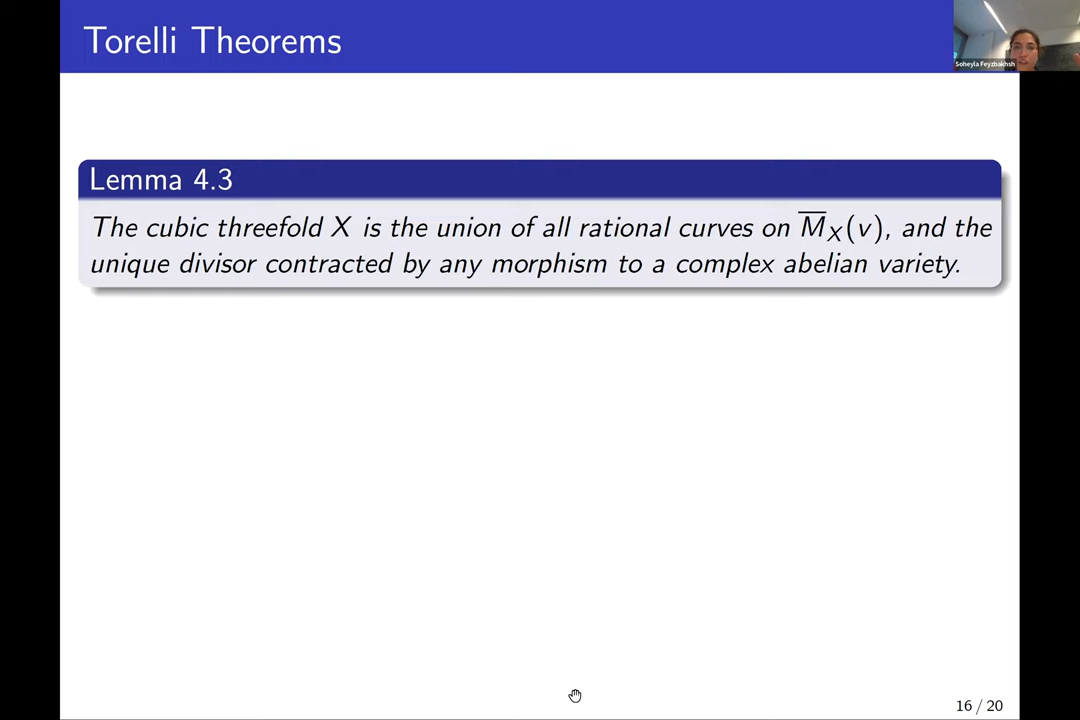 Torelli Theorems
Soheyla Feyzbakhsh
Lemma 4.3
The cubic threefold X is the union of all rational curves on M̅_X(v), and the
unique divisor contracted by any morphism to a complex abelian variety.
16 / 20